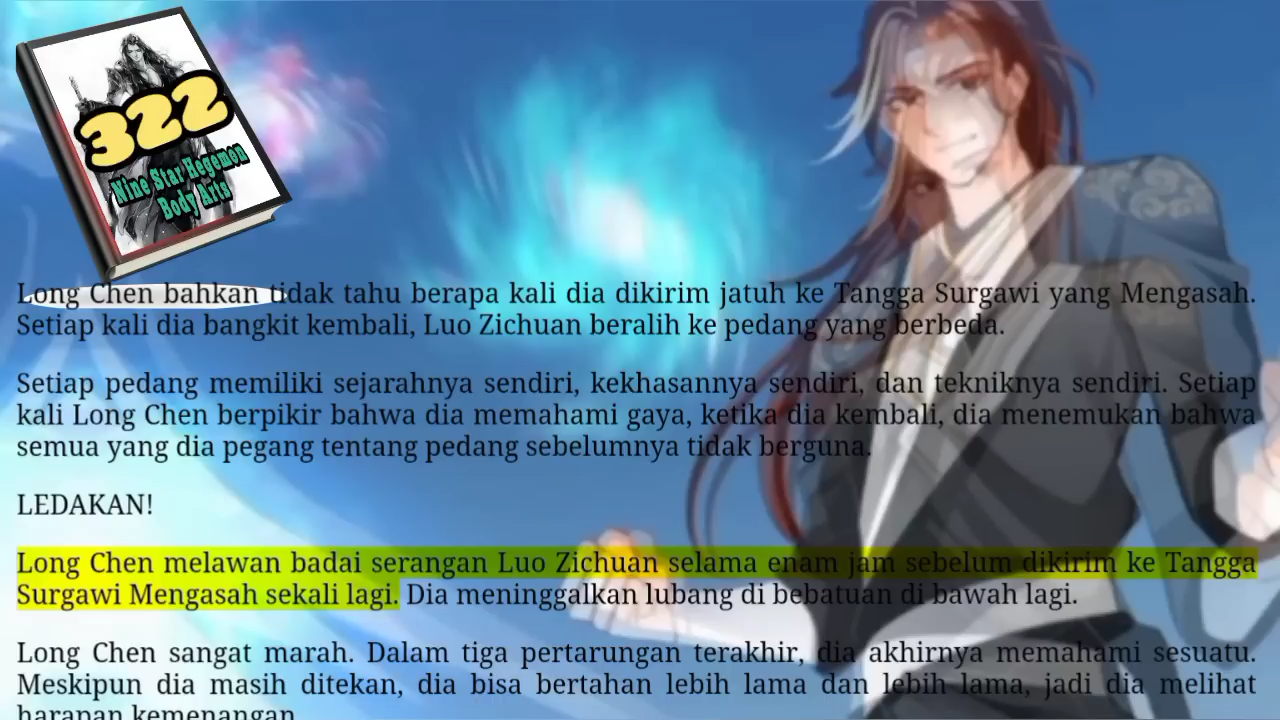 322
Nine Star Hegemon
Body Arts
Long Chen bahkan tidak tahu berapa kali dia dikirim jatuh ke Tangga Surgawi yang Mengasah.
Setiap kali dia bangkit kembali, Luo Zichuan beralih ke pedang yang berbeda.
Setiap pedang memiliki sejarahnya sendiri, kekhasannya sendiri, dan tekniknya sendiri. Setiap
kali Long Chen berpikir bahwa dia memahami gaya, ketika dia kembali, dia menemukan bahwa
semua yang dia pegang tentang pedang sebelumnya tidak berguna.
LEDAKAN!
Long Chen melawan badai serangan Luo Zichuan selama enam jam sebelum dikirim ke Tangga
Surgawi Mengasah sekali lagi. Dia meninggalkan lubang di bebatuan di bawah lagi.
Long Chen sangat marah. Dalam tiga pertarungan terakhir, dia akhirnya memahami sesuatu.
Meskipun dia masih ditekan, dia bisa bertahan lebih lama dan lebih lama, jadi dia melihat
harapan kemenangan.